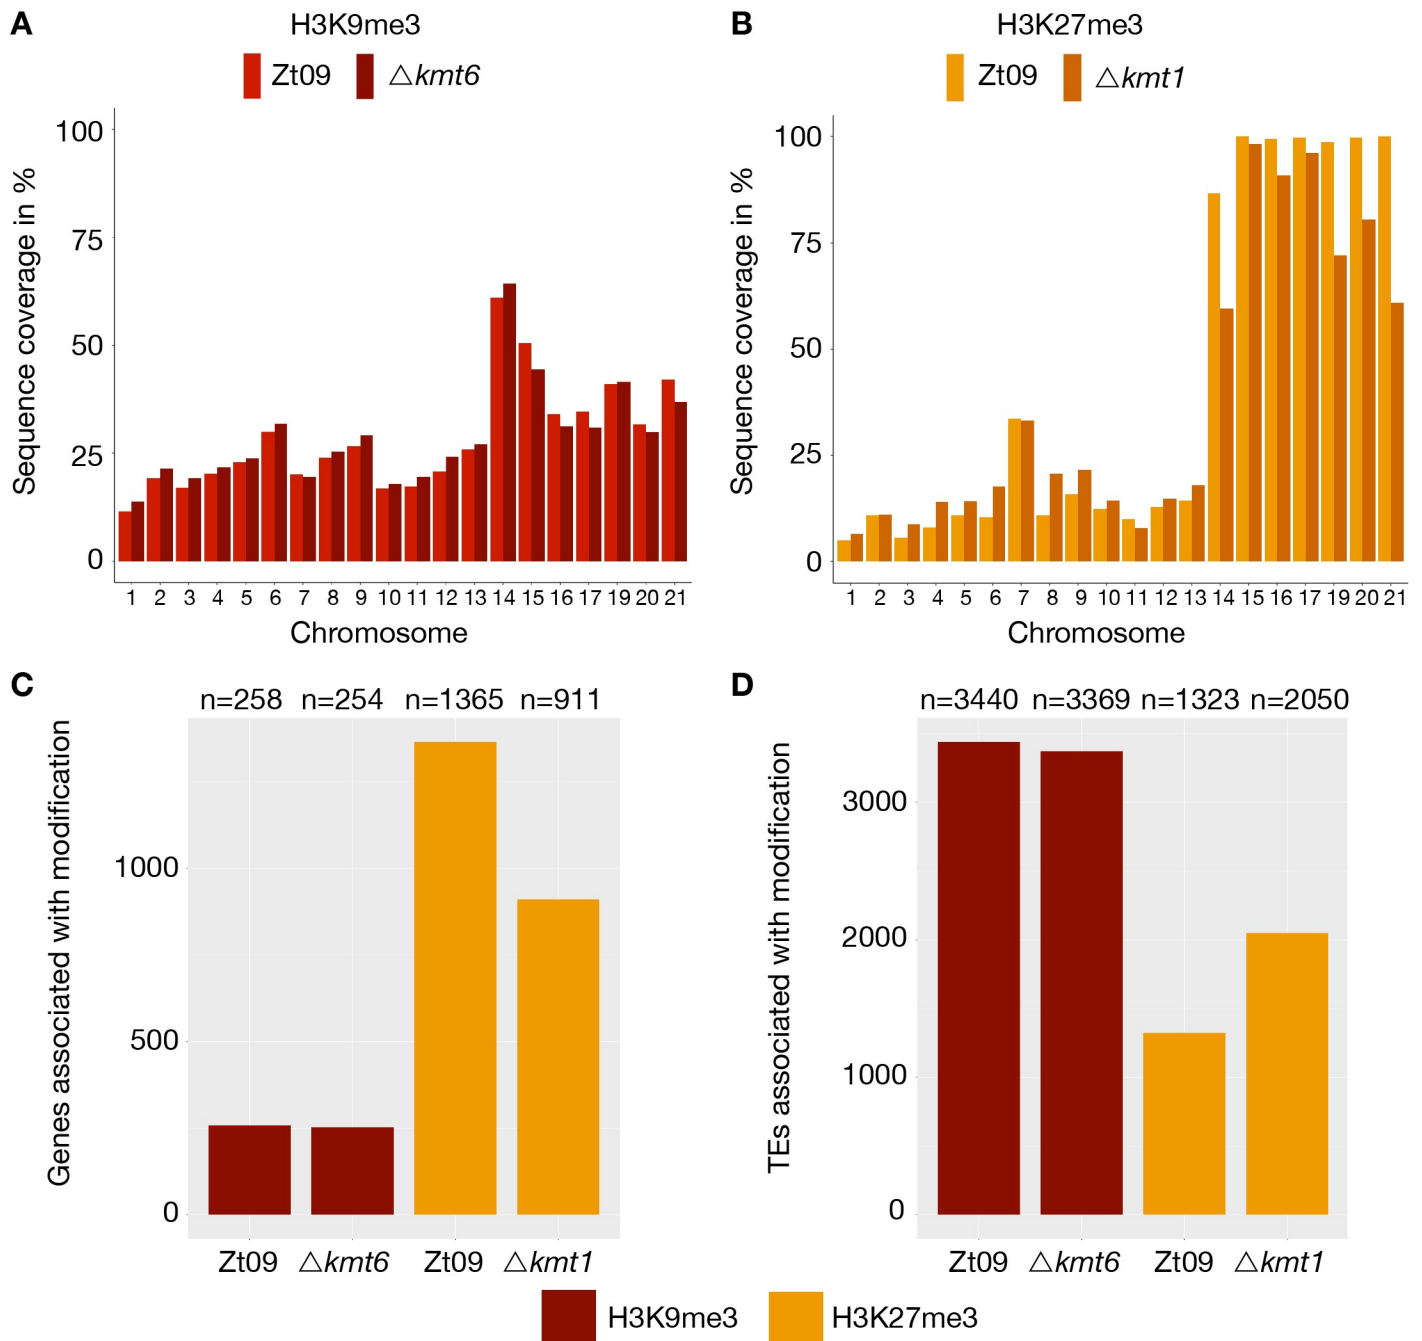 A
H3K9me3
Zt09 △kmt6
100
75
50
25
0
Sequence coverage in %
1 2 3 4 5 6 7 8 9 10 11 12 13 14 15 16 17 19 20 21
Chromosome
B
H3K27me3
Zt09 △kmt1
100
75
50
25
0
Sequence coverage in %
1 2 3 4 5 6 7 8 9 10 11 12 13 14 15 16 17 19 20 21
Chromosome
C
n=258 n=254 n=1365 n=911
Genes associated with modification
1000
500
0
Zt09 △kmt6 Zt09 △kmt1
D
n=3440 n=3369 n=1323 n=2050
TEs associated with modification
3000
2000
1000
0
Zt09 △kmt6 Zt09 △kmt1
H3K9me3 H3K27me3